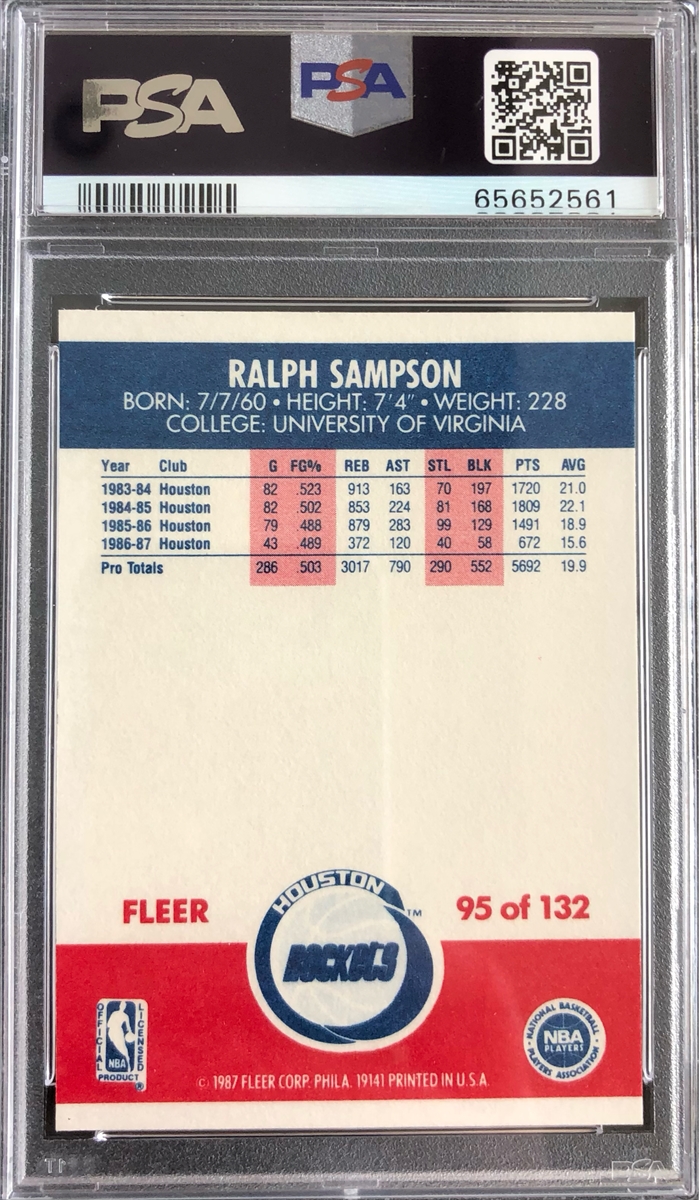 PSA
PSA
65652561
RALPH SAMPSON
BORN: 7/7/60 • HEIGHT: 7'4" • WEIGHT: 228
COLLEGE: UNIVERSITY OF VIRGINIA
Year Club G FG% REB AST STL BLK PTS AVG
1983-84 Houston 82 .523 913 163 70 197 1720 21.0
1984-85 Houston 82 .502 853 224 81 168 1809 22.1
1985-86 Houston 79 .488 879 283 99 129 1491 18.9
1986-87 Houston 43 .489 372 120 40 58 672 15.6
Pro Totals 286 .503 3017 790 290 552 5692 19.9
FLEER
HOUSTON
ROCKETS
TM
95 of 132
OFFICIAL
LICENSED
NBA
PRODUCT
®
NATIONAL BASKETBALL
NBA
PLAYERS
PLAYERS ASSOCIATION
© 1987 FLEER CORP. PHILA. 19141 PRINTED IN U.S.A.
PSA